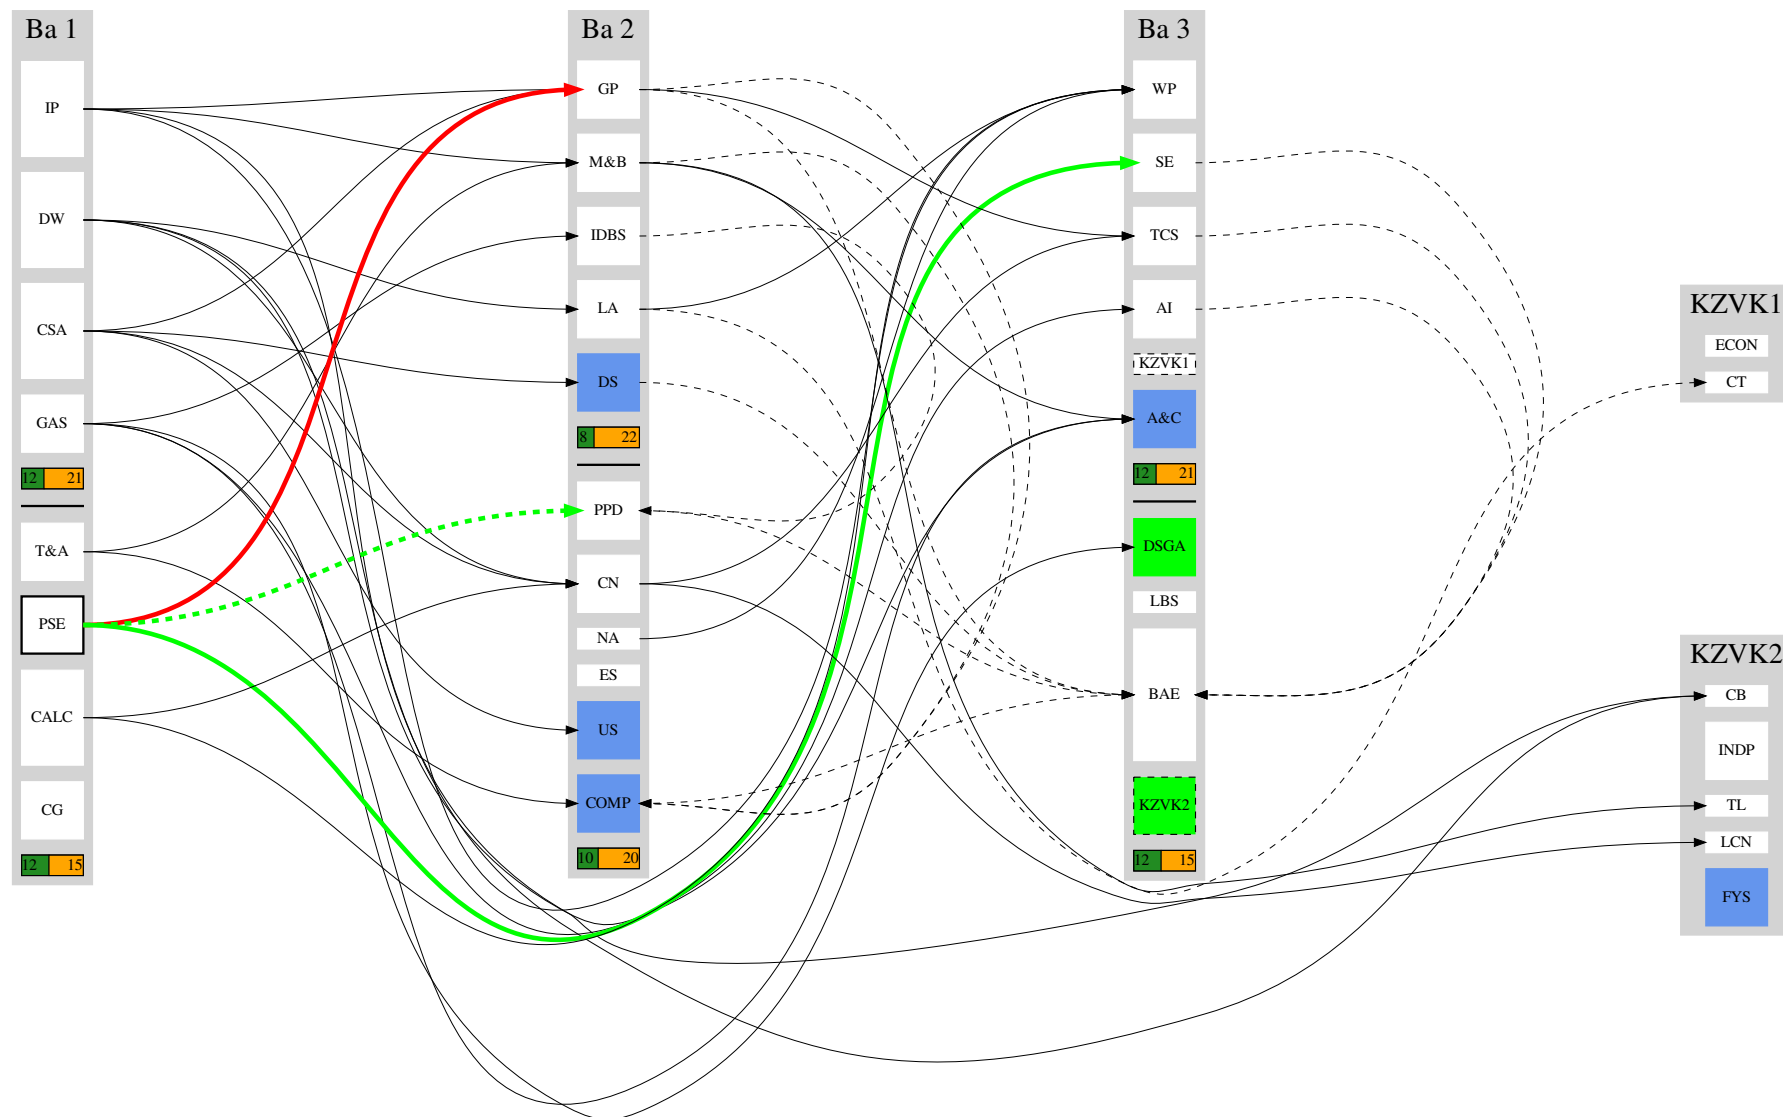 Ba 1
IP
DW
CSA
GAS
12 21
T&A
PSE
CALC
CG
12 15
Ba 2
GP
M&B
IDBS
LA
DS
8 22
PPD
CN
NA
ES
US
COMP
10 20
Ba 3
WP
SE
TCS
AI
KZVK1
A&C
12 21
DSGA
LBS
BAE
KZVK2
12 15
KZVK1
ECON
CT
KZVK2
CB
INDP
TL
LCN
FYS